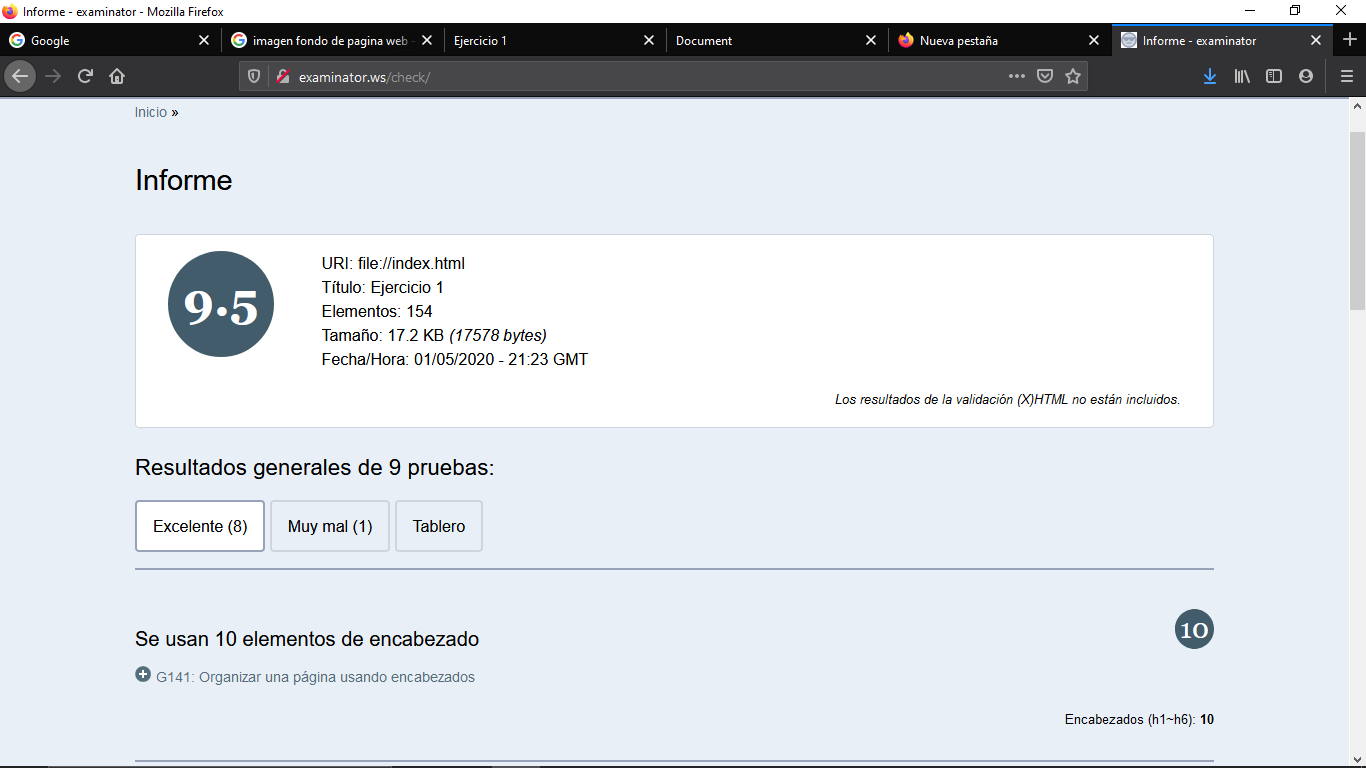 Informe - examinator - Mozilla Firefox
Google
imagen fondo de pagina web -
Ejercicio 1
Document
Nueva pestaña
Informe - examinator
examinator.ws/check/
Inicio »
Informe
9.5
URI: file://index.html
Título: Ejercicio 1
Elementos: 154
Tamaño: 17.2 KB (17578 bytes)
Fecha/Hora: 01/05/2020 - 21:23 GMT
Los resultados de la validación (X)HTML no están incluidos.
Resultados generales de 9 pruebas:
Excelente (8)
Muy mal (1)
Tablero
Se usan 10 elementos de encabezado
10
G141: Organizar una página usando encabezados
Encabezados (h1~h6): 10